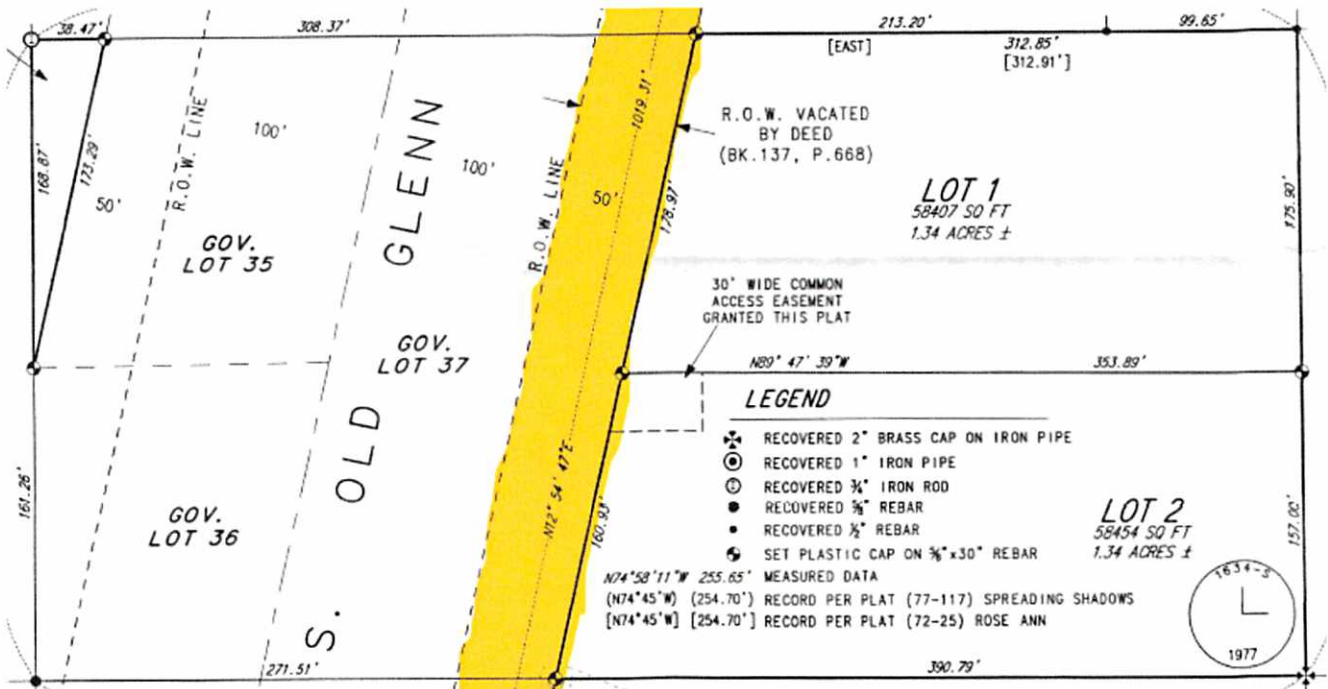 38.47'
308.37'
213.20'
99.65'
[EAST]
312.85'
[312.91']
168.87'
173.29'
50'
R.O.W. LINE
100'
GOV.
LOT 35
S. OLD GLENN
100'
R.O.W. LINE
50'
1019.31'
178.97'
R.O.W. VACATED
BY DEED
(BK.137, P.668)
LOT 1
58407 SQ FT
1.34 ACRES ±
175.90'
30' WIDE COMMON
ACCESS EASEMENT
GRANTED THIS PLAT
GOV.
LOT 37
N89° 47' 39"W
353.89'
161.26'
GOV.
LOT 36
N12° 54' 47"E
160.93'
LEGEND
RECOVERED 2" BRASS CAP ON IRON PIPE
RECOVERED 1" IRON PIPE
RECOVERED ¾" IRON ROD
RECOVERED ⅝" REBAR
RECOVERED ½" REBAR
SET PLASTIC CAP ON ⅝"x30" REBAR
N74°58'11"W 255.65' MEASURED DATA
(N74°45'W) (254.70') RECORD PER PLAT (77-117) SPREADING SHADOWS
[N74°45'W] [254.70'] RECORD PER PLAT (72-25) ROSE ANN
LOT 2
58454 SQ FT
1.34 ACRES ±
157.00'
1634-S
1977
271.51'
390.79'